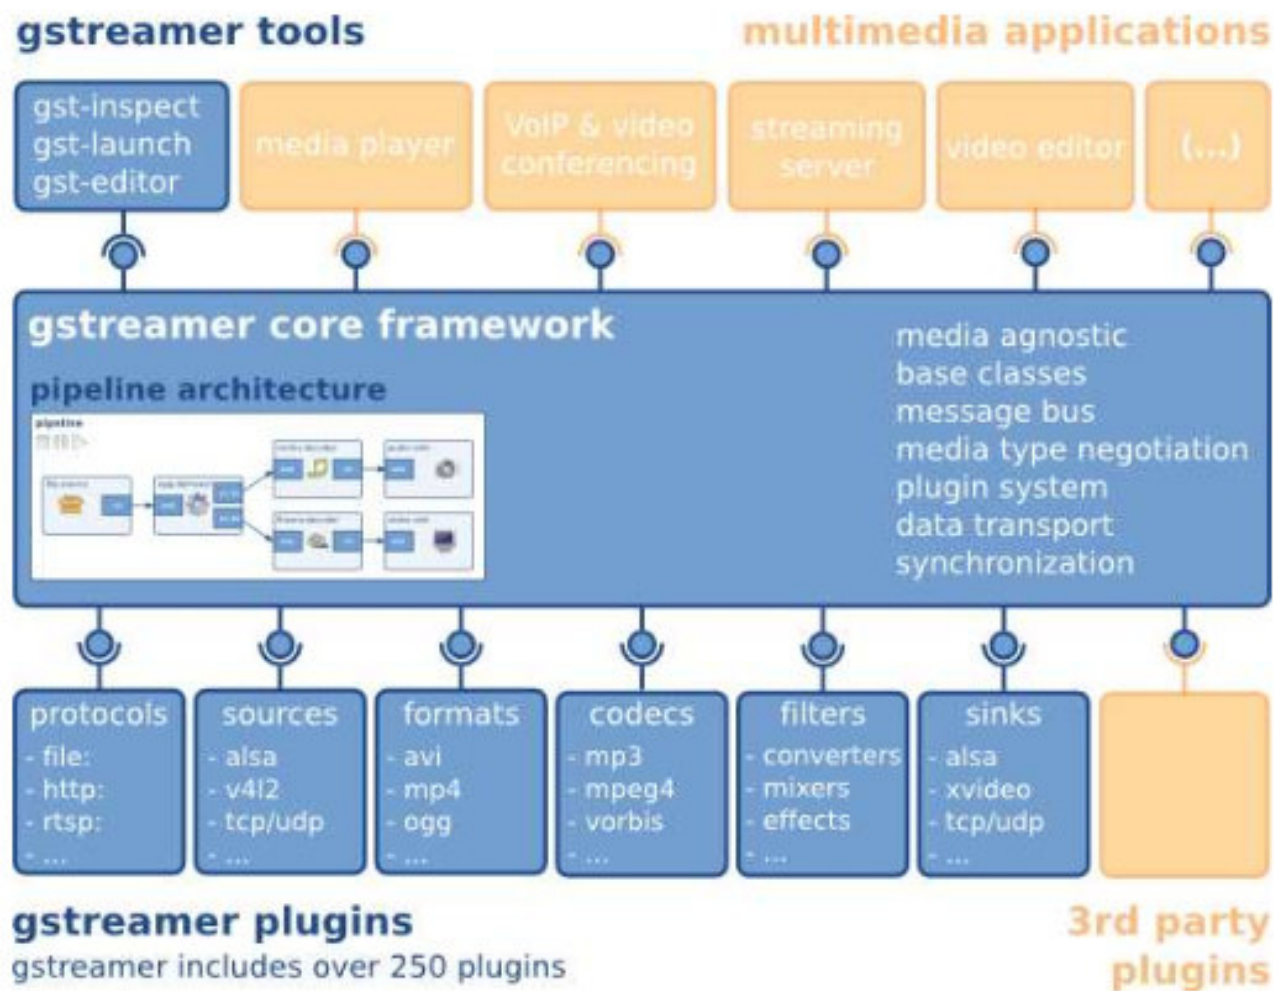 gstreamer tools
multimedia applications
gst-inspect
gst-launch
gst-editor
media player
VoIP & video
conferencing
streaming
server
video editor
(...)
gstreamer core framework
pipeline architecture
pipeline
media agnostic
base classes
message bus
media type negotiation
plugin system
data transport
synchronization
protocols
- file:
- http:
- rtsp:
- ...
sources
- alsa
- v4l2
- tcp/udp
- ...
formats
- avi
- mp4
- ogg
- ...
codecs
- mp3
- mpeg4
- vorbis
- ...
filters
- converters
- mixers
- effects
- ...
sinks
- alsa
- xvideo
- tcp/udp
- ...
gstreamer plugins
gstreamer includes over 250 plugins
3rd party
plugins